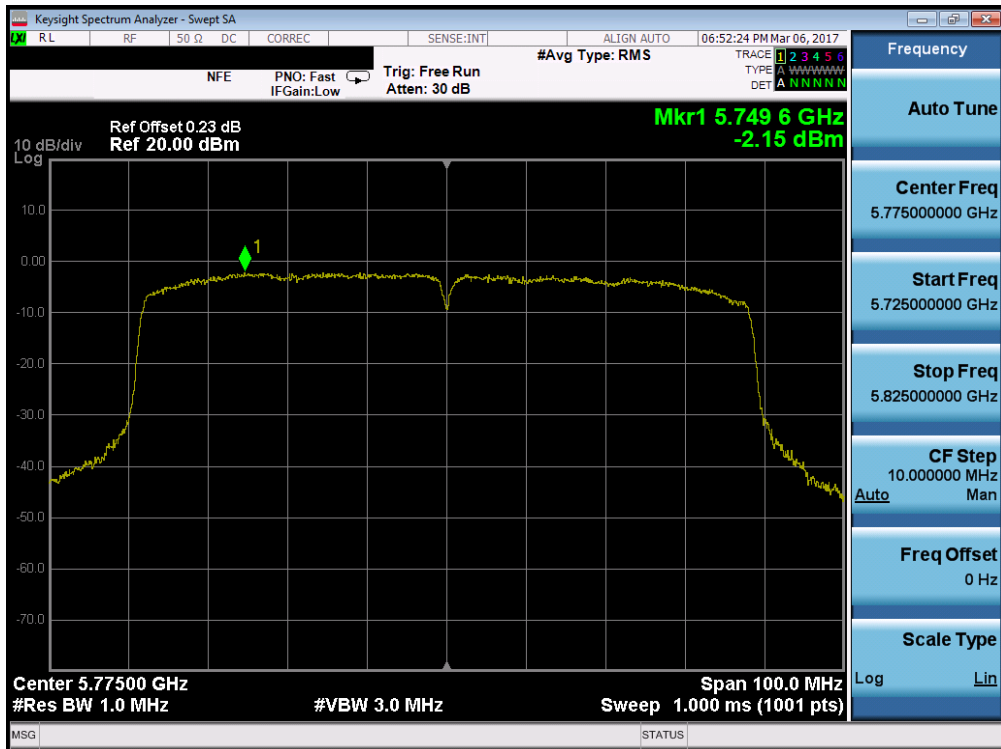 Keysight Spectrum Analyzer - Swept SA
LXI RL RF 50 Ω DC CORREC SENSE:INT ALIGN AUTO 06:52:24 PM Mar 06, 2017
NFE PNO: Fast Trig: Free Run #Avg Type: RMS TRACE 1 2 3 4 5 6
IFGain:Low Atten: 30 dB TYPE A WWWWW
DET A N N N N N
Mkr1 5.749 6 GHz
-2.15 dBm
Ref Offset 0.23 dB
10 dB/div Ref 20.00 dBm
Log
1
10.0
0.00
-10.0
-20.0
-30.0
-40.0
-50.0
-60.0
-70.0
Center 5.77500 GHz Span 100.0 MHz
#Res BW 1.0 MHz #VBW 3.0 MHz Sweep 1.000 ms (1001 pts)
MSG STATUS
Frequency
Auto Tune
Center Freq
5.775000000 GHz
Start Freq
5.725000000 GHz
Stop Freq
5.825000000 GHz
CF Step
10.000000 MHz
Auto Man
Freq Offset
0 Hz
Scale Type
Log Lin